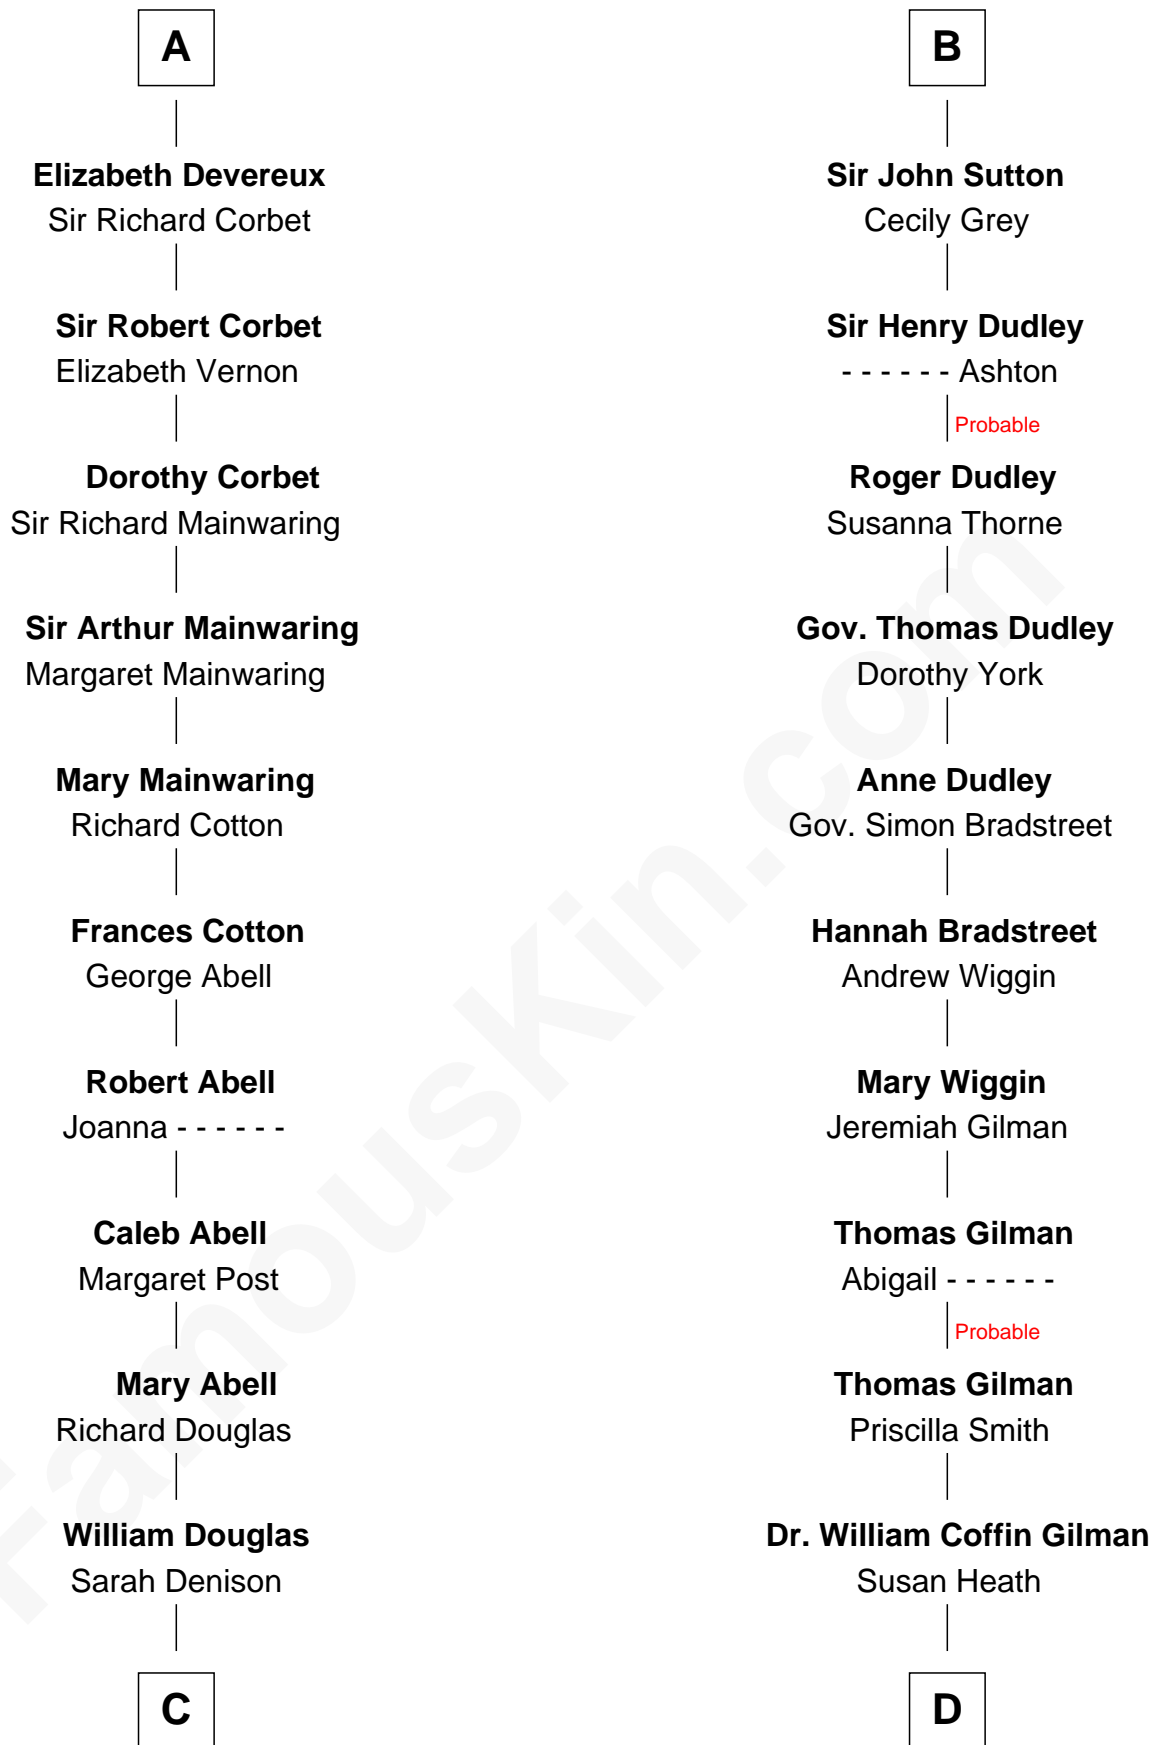 A
Elizabeth Devereux
Sir Richard Corbet
Sir Robert Corbet
Elizabeth Vernon
Dorothy Corbet
Sir Richard Mainwaring
Sir Arthur Mainwaring
Margaret Mainwaring
Mary Mainwaring
Richard Cotton
Frances Cotton
George Abell
Robert Abell
Joanna - - - - - -
Caleb Abell
Margaret Post
Mary Abell
Richard Douglas
William Douglas
Sarah Denison
C
B
Sir John Sutton
Cecily Grey
Sir Henry Dudley
- - - - - - Ashton
Probable
Roger Dudley
Susanna Thorne
Gov. Thomas Dudley
Dorothy York
Anne Dudley
Gov. Simon Bradstreet
Hannah Bradstreet
Andrew Wiggin
Mary Wiggin
Jeremiah Gilman
Thomas Gilman
Abigail - - - - - -
Probable
Thomas Gilman
Priscilla Smith
Dr. William Coffin Gilman
Susan Heath
D
FamousKin.com